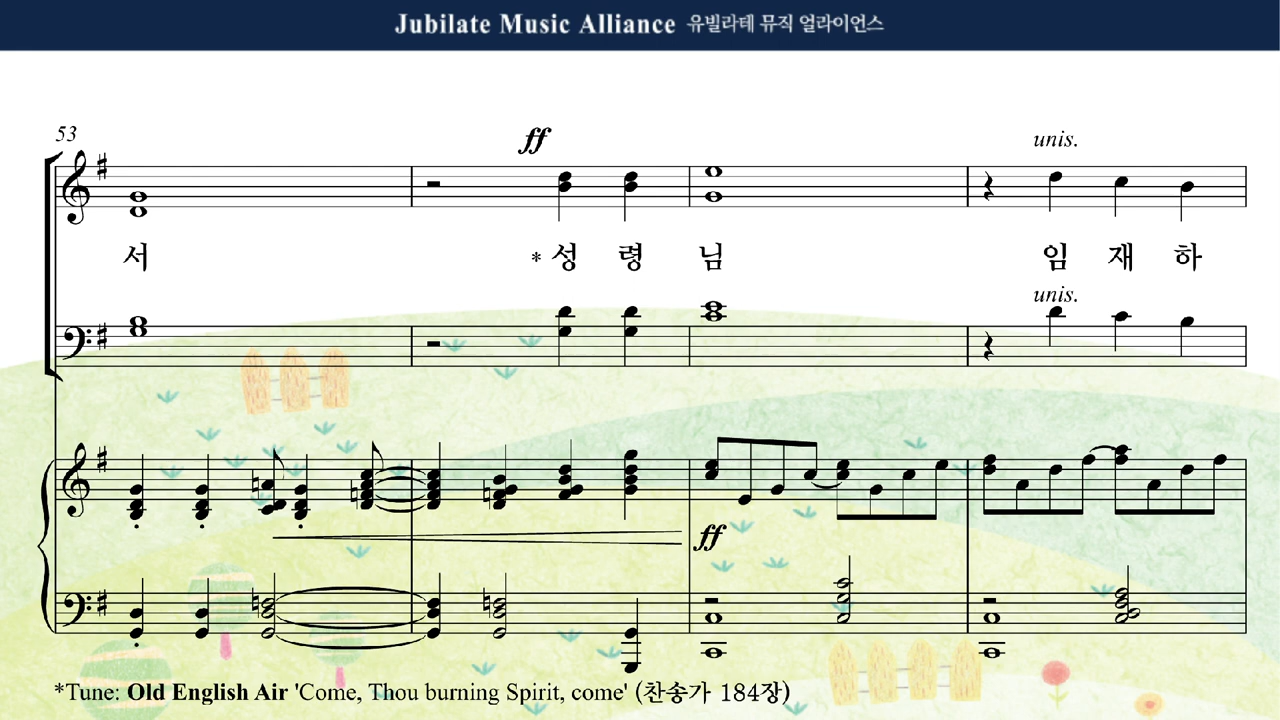 Jubilate Music Alliance 유빌라테 뮤직 얼라이언스
53
ff
unis.
서 *성 령 님 임 재 하
unis.
ff
*Tune: Old English Air 'Come, Thou burning Spirit, come' (찬송가 184장)